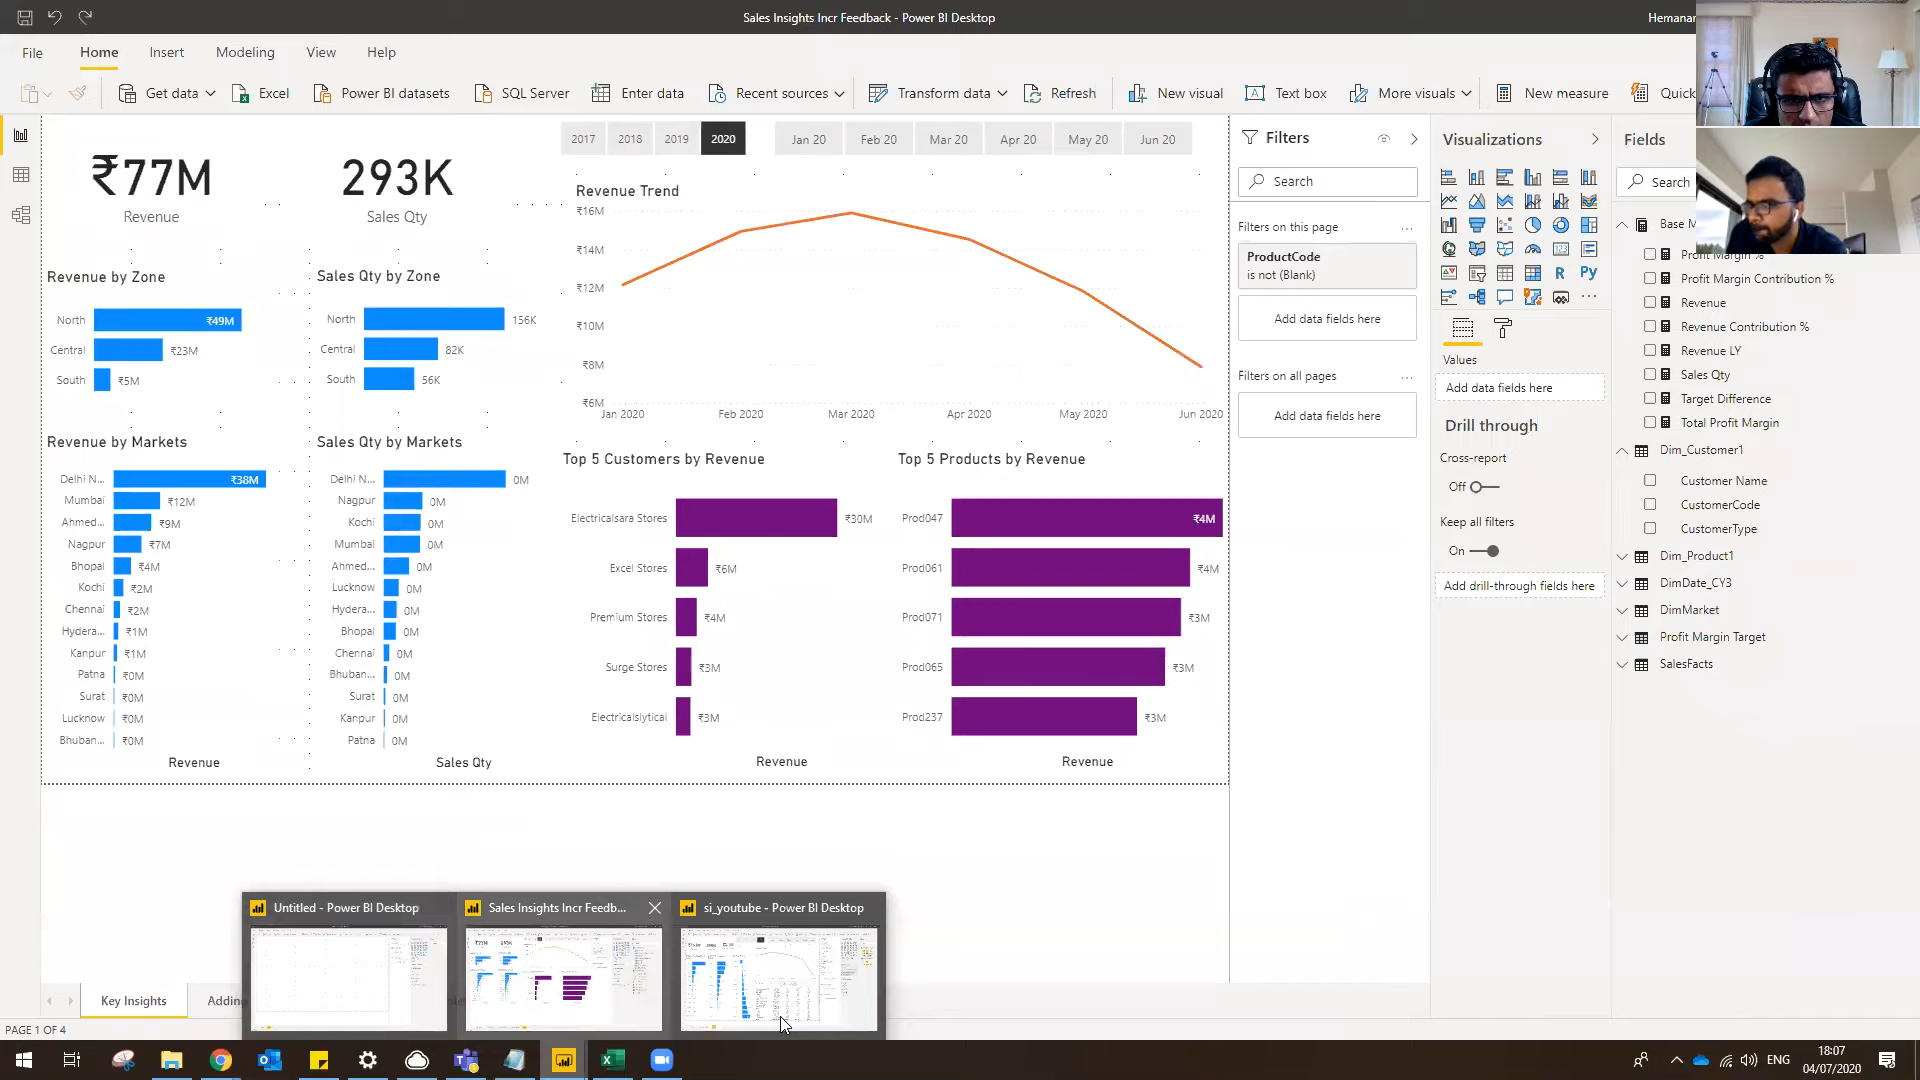 Sales Insights Incr Feedback - Power BI Desktop
Hemanan
File
Home
Insert
Modeling
View
Help
Get data
Excel
Power BI datasets
SQL Server
Enter data
Recent sources
Transform data
Refresh
New visual
Text box
More visuals
New measure
Quick
₹77M
Revenue
293K
Sales Qty
2017
2018
2019
2020
Jan 20
Feb 20
Mar 20
Apr 20
May 20
Jun 20
Revenue Trend
₹16M
₹14M
₹12M
₹10M
₹8M
₹6M
Jan 2020
Feb 2020
Mar 2020
Apr 2020
May 2020
Jun 2020
Revenue by Zone
North ₹49M
Central ₹23M
South ₹5M
Sales Qty by Zone
North 156K
Central 82K
South 56K
Revenue by Markets
Delhi N... ₹38M
Mumbai ₹12M
Ahmed... ₹9M
Nagpur ₹7M
Bhopal ₹4M
Kochi ₹2M
Chennai ₹2M
Hydera... ₹1M
Kanpur ₹1M
Patna ₹0M
Surat ₹0M
Lucknow ₹0M
Bhuban... ₹0M
Revenue
Sales Qty by Markets
Delhi N... 0M
Nagpur 0M
Kochi 0M
Mumbai 0M
Ahmed... 0M
Lucknow 0M
Hydera... 0M
Bhopal 0M
Chennai 0M
Bhuban... 0M
Surat 0M
Kanpur 0M
Patna 0M
Sales Qty
Top 5 Customers by Revenue
Electricalsara Stores ₹30M
Excel Stores ₹6M
Premium Stores ₹4M
Surge Stores ₹3M
Electricalslytical ₹3M
Revenue
Top 5 Products by Revenue
Prod047 ₹4M
Prod061 ₹4M
Prod071 ₹3M
Prod065 ₹3M
Prod237 ₹3M
Revenue
Filters
Search
Filters on this page
ProductCode
is not (Blank)
Add data fields here
Filters on all pages
Add data fields here
Visualizations
R
Py
Values
Add data fields here
Drill through
Cross-report
Off
Keep all filters
On
Add drill-through fields here
Fields
Search
Base M
Profit Margin %
Profit Margin Contribution %
Revenue
Revenue Contribution %
Revenue LY
Sales Qty
Target Difference
Total Profit Margin
Dim_Customer1
Customer Name
CustomerCode
CustomerType
Dim_Product1
DimDate_CY3
DimMarket
Profit Margin Target
SalesFacts
Untitled - Power BI Desktop
Sales Insights Incr Feedb...
si_youtube - Power BI Desktop
Key Insights
Addin
PAGE 1 OF 4
ENG
18:07
04/07/2020